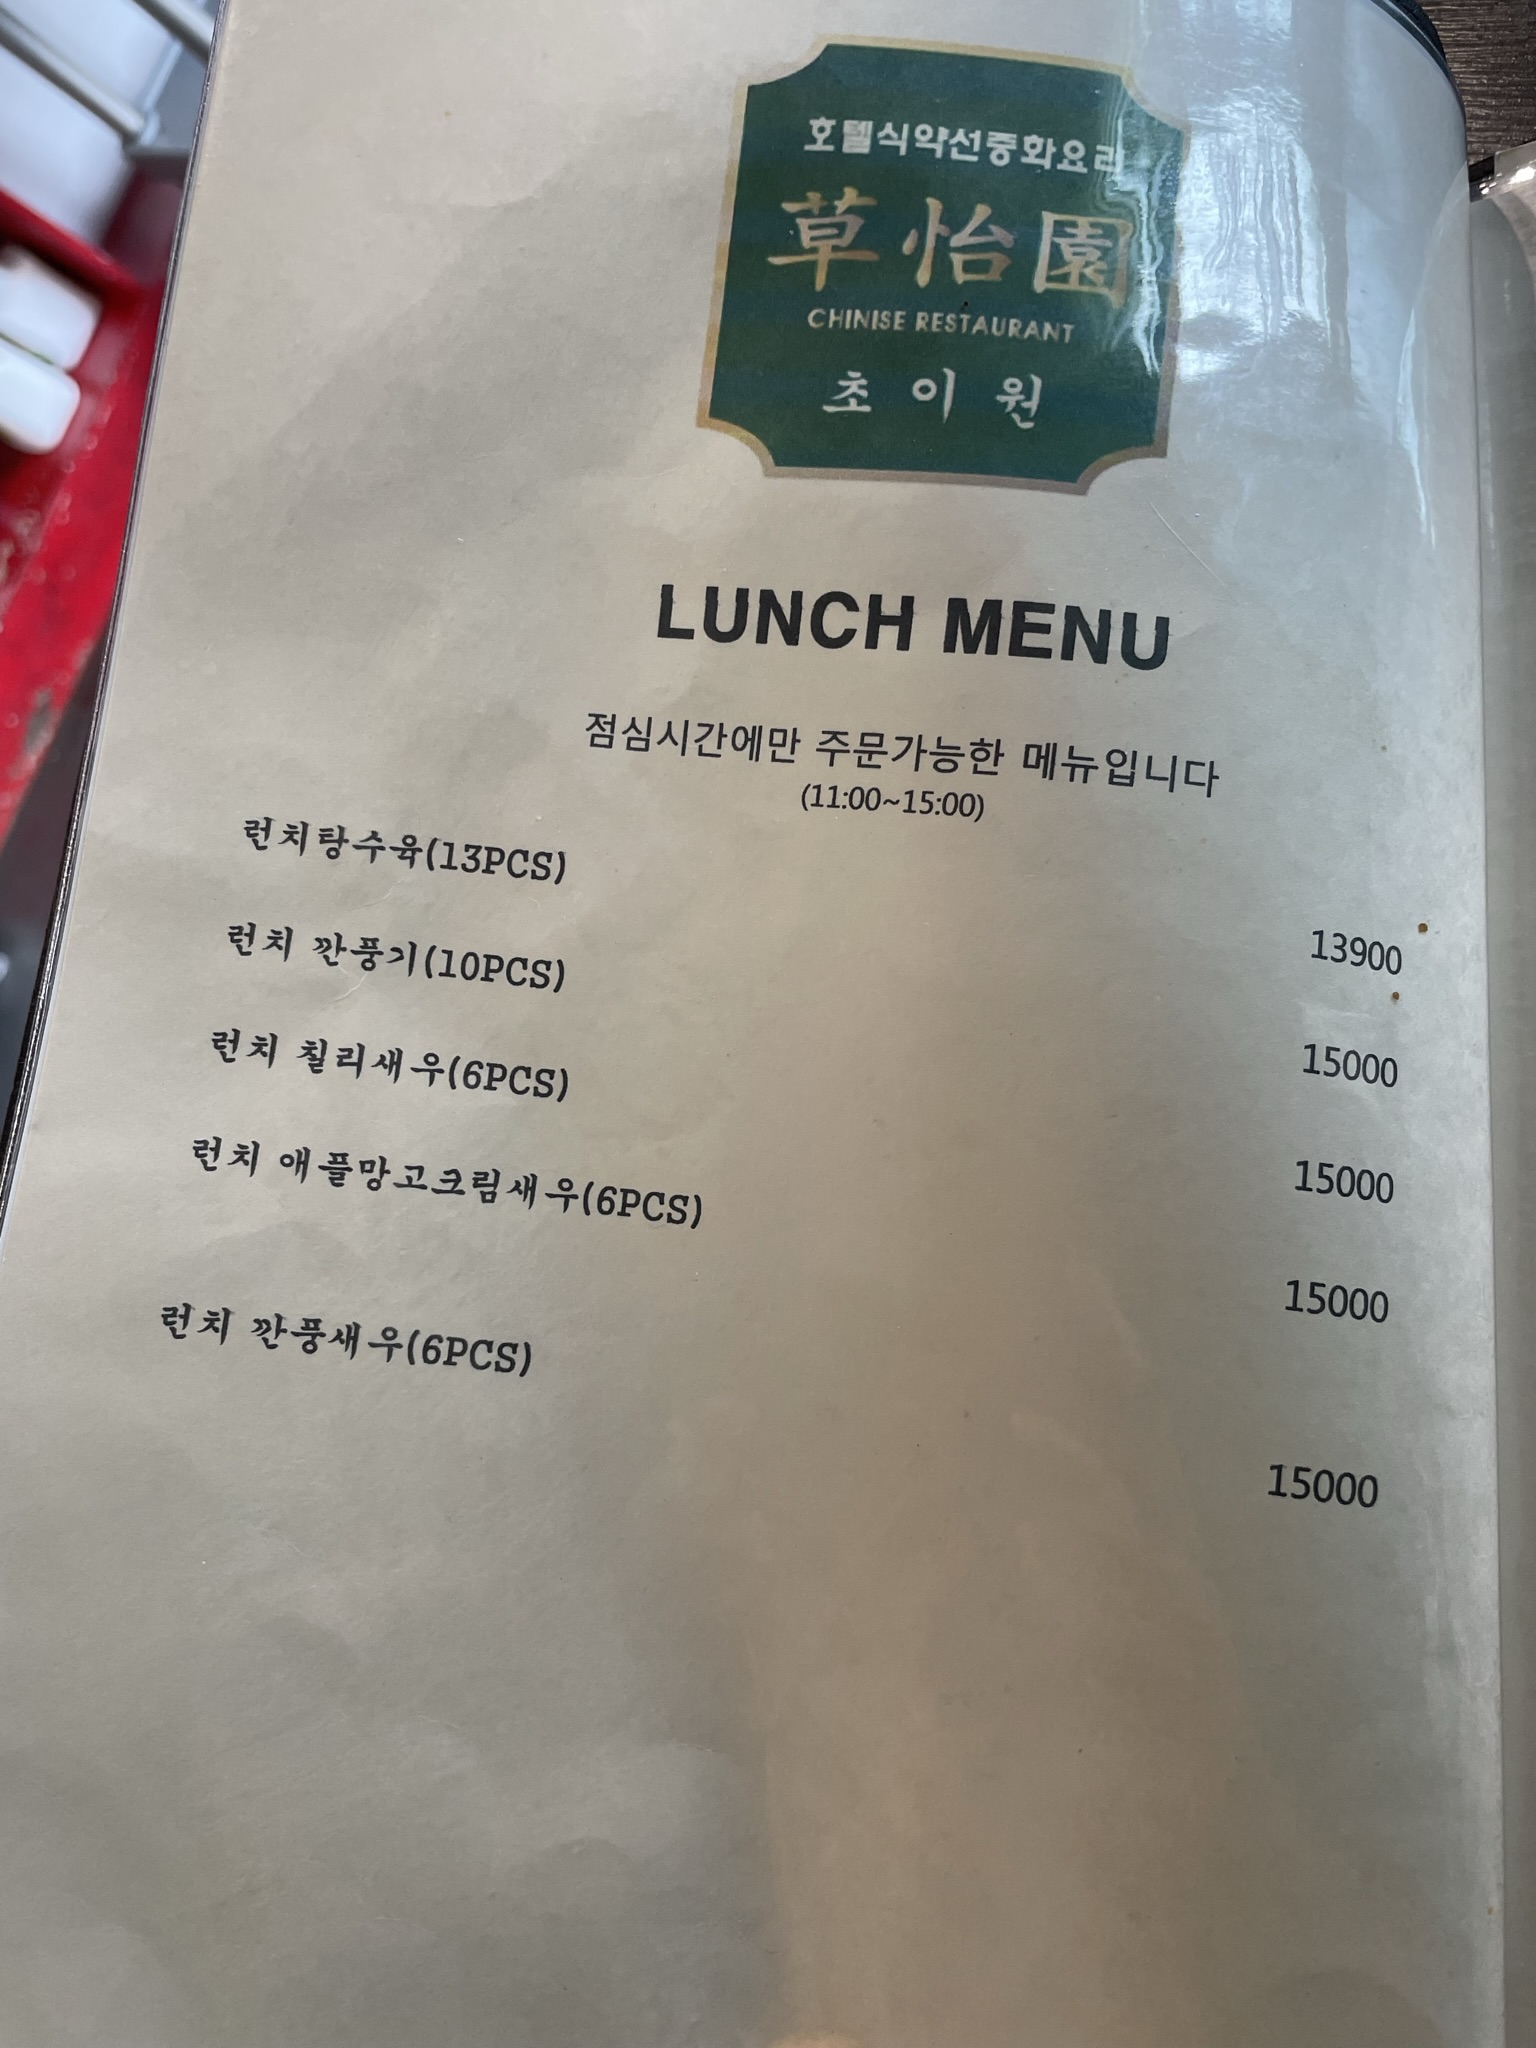 호텔식약선중화요리
草怡園
CHINISE RESTAURANT
초이원
LUNCH MENU
점심시간에만 주문가능한 메뉴입니다
(11:00~15:00)
런치탕수육(13PCS) 13900
런치 깐풍기(10PCS) 15000
런치 칠리새우(6PCS) 15000
런치 애플망고크림새우(6PCS) 15000
런치 깐풍새우(6PCS) 15000